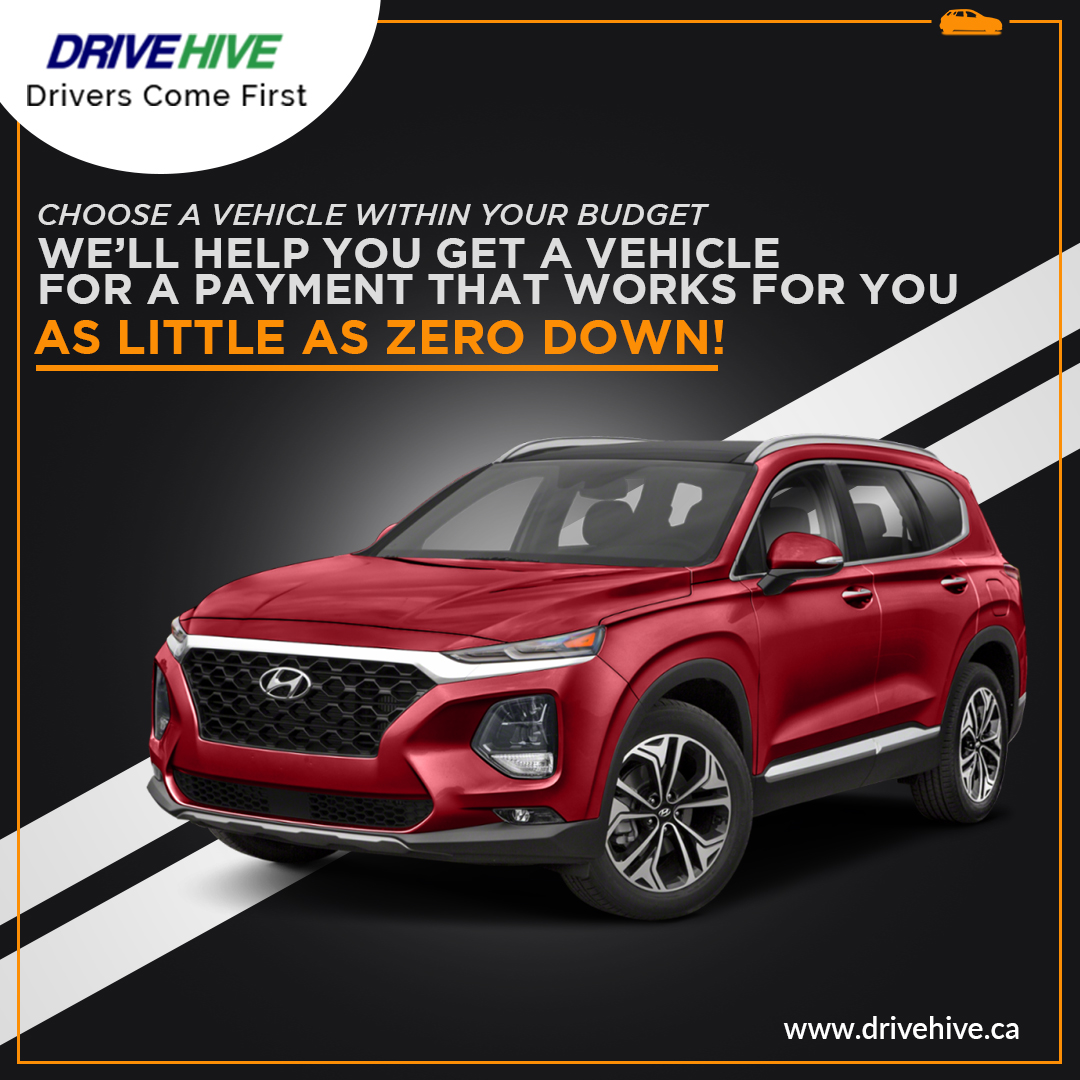 DRIVEHIVE
Drivers Come First
CHOOSE A VEHICLE WITHIN YOUR BUDGET
WE'LL HELP YOU GET A VEHICLE
FOR A PAYMENT THAT WORKS FOR YOU
AS LITTLE AS ZERO DOWN!
www.drivehive.ca